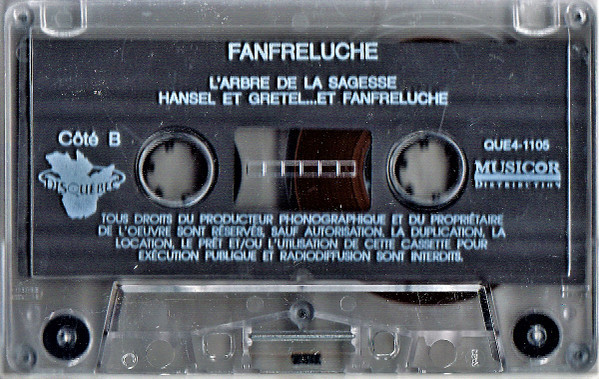 FANFRELUCHE
L'ARBRE DE LA SAGESSE
HANSEL ET GRETEL...ET FANFRELUCHE
Côté B
QUE4-1105
DISQUÉBEC
MUSICOR
DISTRIBUTION
TOUS DROITS DU PRODUCTEUR PHONOGRAPHIQUE ET DU PROPRIÉTAIRE
DE L'OEUVRE SONT RÉSERVÉS. SAUF AUTORISATION. LA DUPLICATION, LA
LOCATION, LE PRÊT ET/OU L'UTILISATION DE CETTE CASSETTE POUR
EXÉCUTION PUBLIQUE ET RADIODIFFUSION SONT INTERDITS.